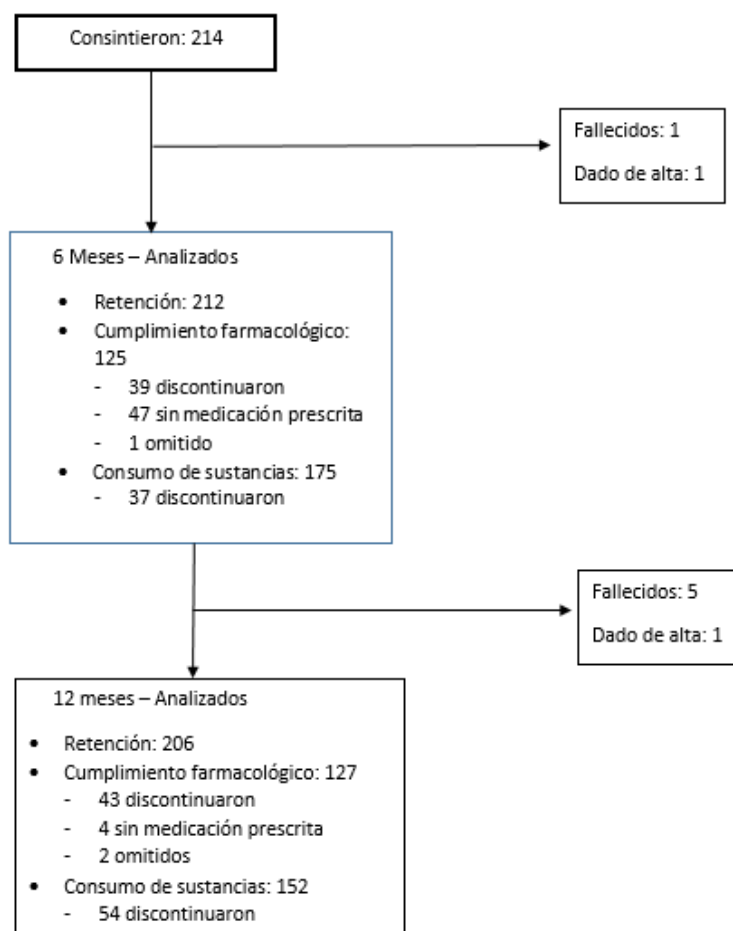 Consintieron: 214
Fallecidos: 1
Dado de alta: 1
6 Meses – Analizados
• Retención: 212
• Cumplimiento farmacológico:
125
- 39 discontinuaron
- 47 sin medicación prescrita
- 1 omitido
• Consumo de sustancias: 175
- 37 discontinuaron
Fallecidos: 5
Dado de alta: 1
12 meses – Analizados
• Retención: 206
• Cumplimiento farmacológico: 127
- 43 discontinuaron
- 4 sin medicación prescrita
- 2 omitidos
• Consumo de sustancias: 152
- 54 discontinuaron